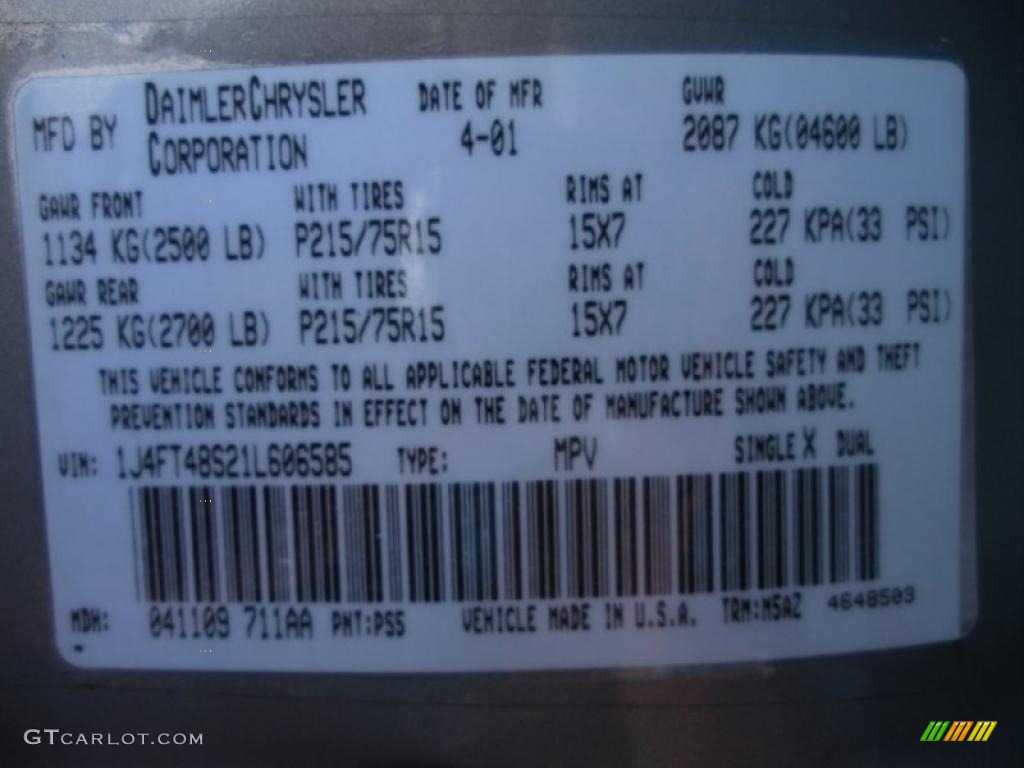 MFD BY DAIMLERCHRYSLER CORPORATION DATE OF MFR 4-01 GVWR 2087 KG(04600 LB)
GAWR FRONT WITH TIRES RIMS AT COLD
1134 KG(2500 LB) P215/75R15 15X7 227 KPA(33 PSI)
GAWR REAR WITH TIRES RIMS AT COLD
1225 KG(2700 LB) P215/75R15 15X7 227 KPA(33 PSI)
THIS VEHICLE CONFORMS TO ALL APPLICABLE FEDERAL MOTOR VEHICLE SAFETY AND THEFT
PREVENTION STANDARDS IN EFFECT ON THE DATE OF MANUFACTURE SHOWN ABOVE.
VIN: 1J4FT48S21L606585 TYPE: MPV SINGLE X DUAL
MDH: 041109 711AA PNT:PS5 VEHICLE MADE IN U.S.A. TRM:M5AZ 4648503
GTCARLOT.COM